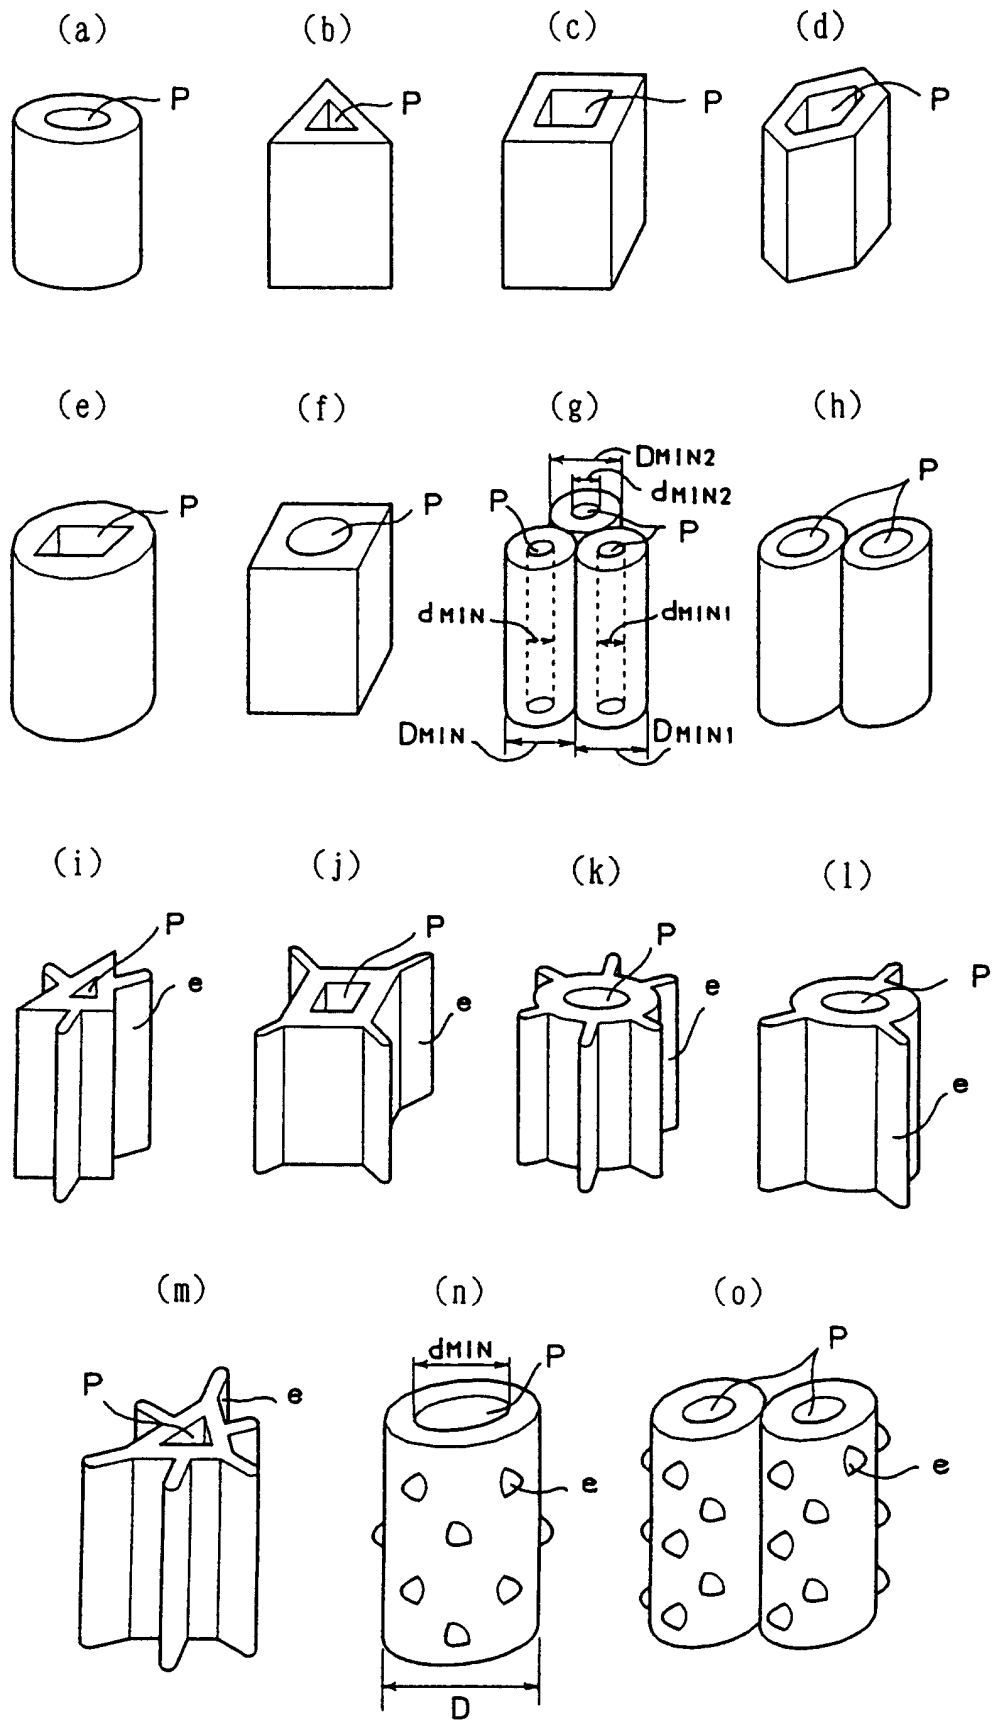 (a) (b) (c) (d)
P P P P
(e) (f) (g) (h)
DMIN2
dMIN2
P P P P P
dMIN dMIN1
DMIN DMIN1
(i) (j) (k) (l)
P P P P
e e e e
(m) (n) (o)
dMIN P P
P e
e e
D